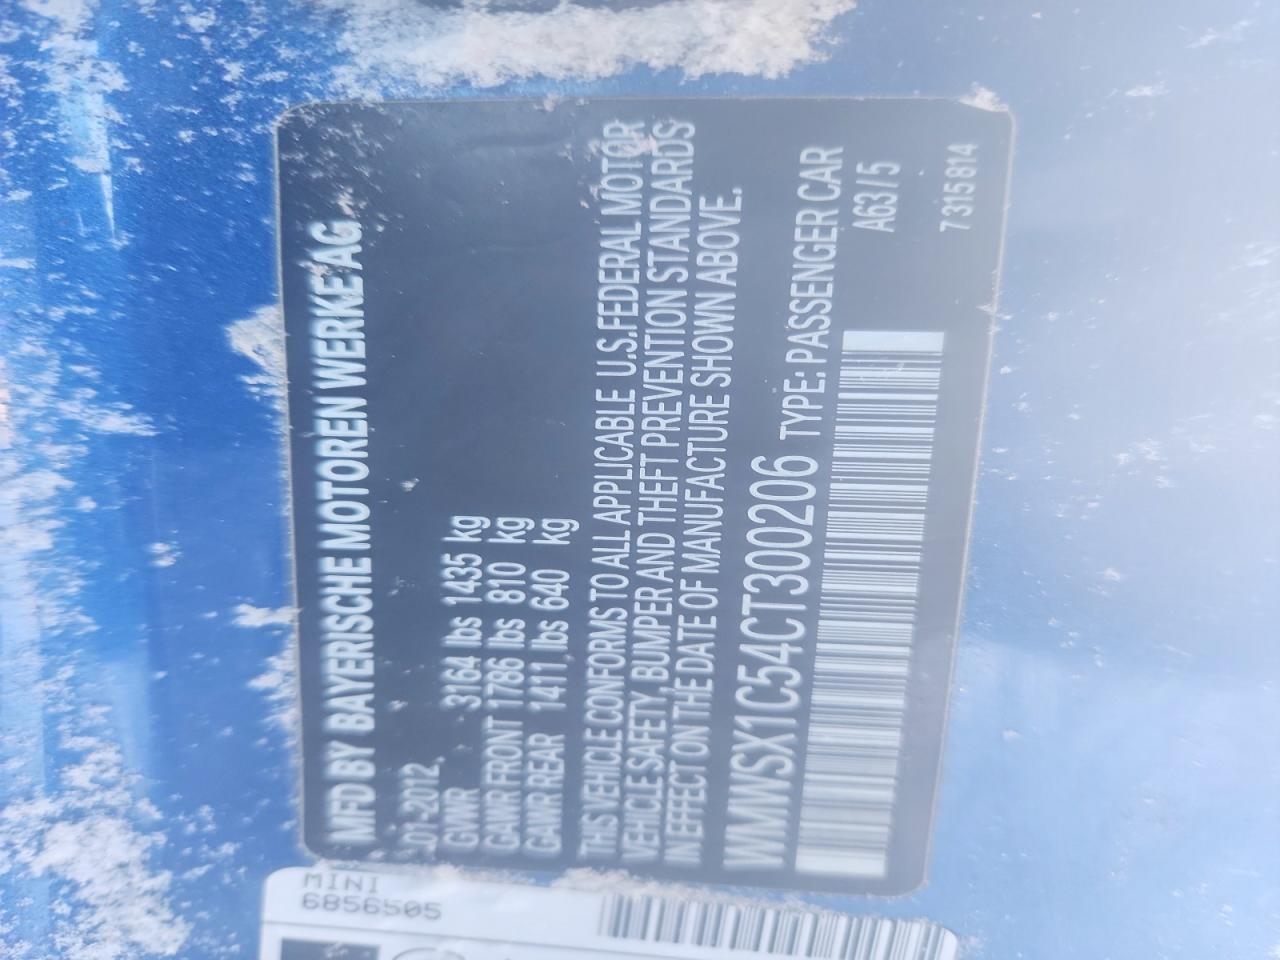 MFD BY BAYERISCHE MOTOREN WERKE AG
01-2012
GVWR 3164 lbs 1435 kg
GAWR FRONT 1786 lbs 810 kg
GAWR REAR 1411 lbs 640 kg
THIS VEHICLE CONFORMS TO ALL APPLICABLE U.S.FEDERAL MOTOR
VEHICLE SAFETY, BUMPER AND THEFT PREVENTION STANDARDS
IN EFFECT ON THE DATE OF MANUFACTURE SHOWN ABOVE.
WMWSX1C54CT300206 TYPE: PASSENGER CAR
A63/5
7315814
MINI
6856505